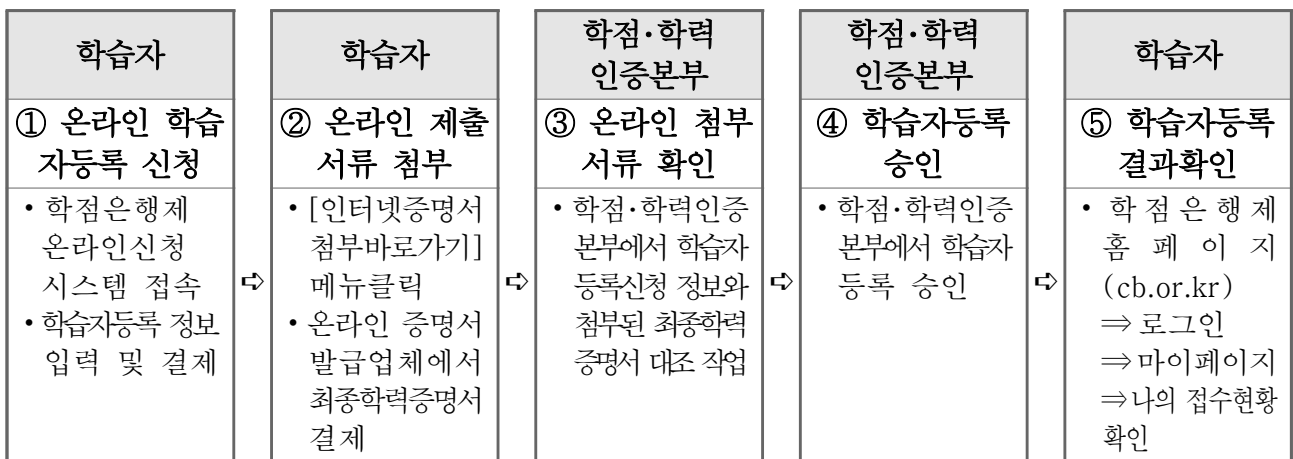 학습자
① 온라인 학습
자등록 신청
• 학점은행제
온라인신청
시스템 접속
• 학습자등록 정보
입력 및 결제
➪
학습자
② 온라인 제출
서류 첨부
• [인터넷증명서
첨부바로가기]
메뉴클릭
• 온라인 증명서
발급업체에서
최종학력증명서
결제
➪
학점·학력
인증본부
③ 온라인 첨부
서류 확인
• 학점·학력인증
본부에서 학습자
등록신청 정보와
첨부된 최종학력
증명서 대조 작업
➪
학점·학력
인증본부
④ 학습자등록
승인
• 학점·학력인증
본부에서 학습자
등록 승인
➪
학습자
⑤ 학습자등록
결과확인
• 학점은행제
홈페이지
(cb.or.kr)
⇒ 로그인
⇒마이페이지
⇒나의 접수현황
확인